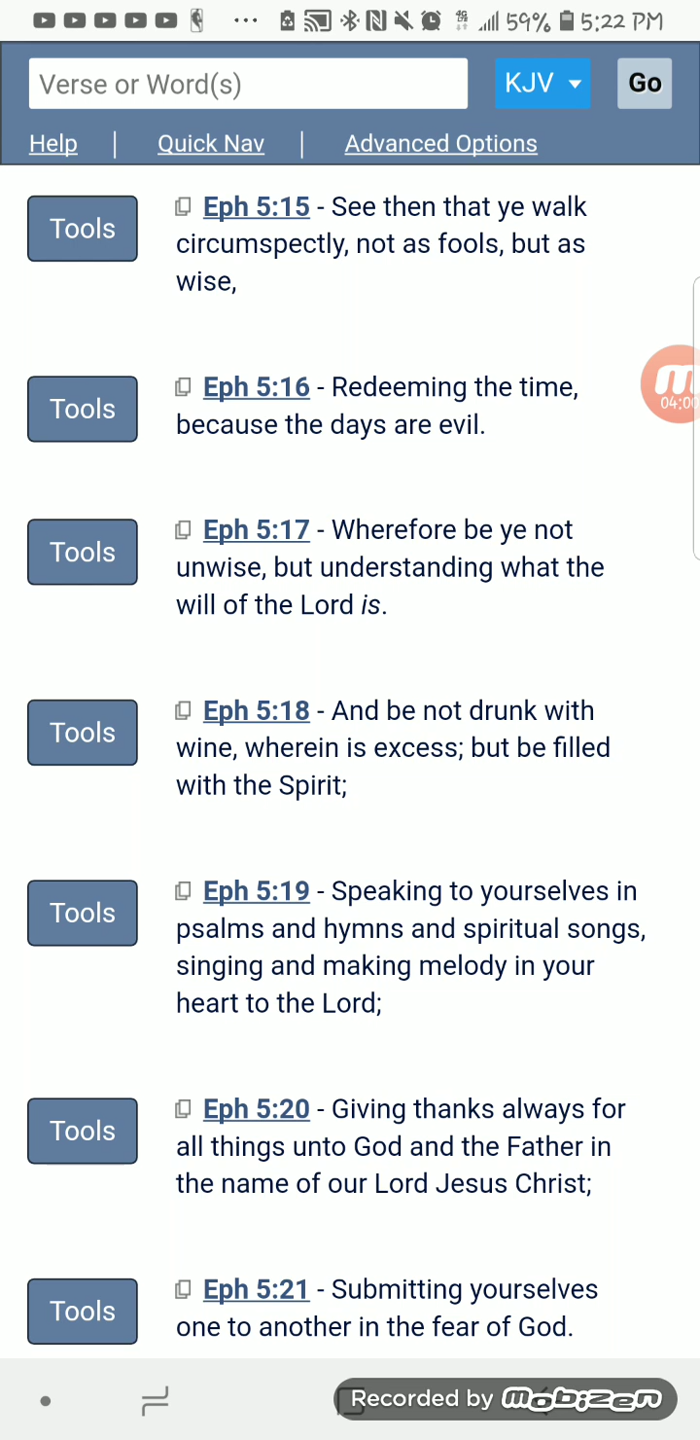 59% 5:22 PM
Verse or Word(s) KJV Go
Help | Quick Nav | Advanced Options
Tools
Eph 5:15 - See then that ye walk
circumspectly, not as fools, but as
wise,
Tools
Eph 5:16 - Redeeming the time,
because the days are evil.
04:00
Tools
Eph 5:17 - Wherefore be ye not
unwise, but understanding what the
will of the Lord is.
Tools
Eph 5:18 - And be not drunk with
wine, wherein is excess; but be filled
with the Spirit;
Tools
Eph 5:19 - Speaking to yourselves in
psalms and hymns and spiritual songs,
singing and making melody in your
heart to the Lord;
Tools
Eph 5:20 - Giving thanks always for
all things unto God and the Father in
the name of our Lord Jesus Christ;
Tools
Eph 5:21 - Submitting yourselves
one to another in the fear of God.
Recorded by mobizen